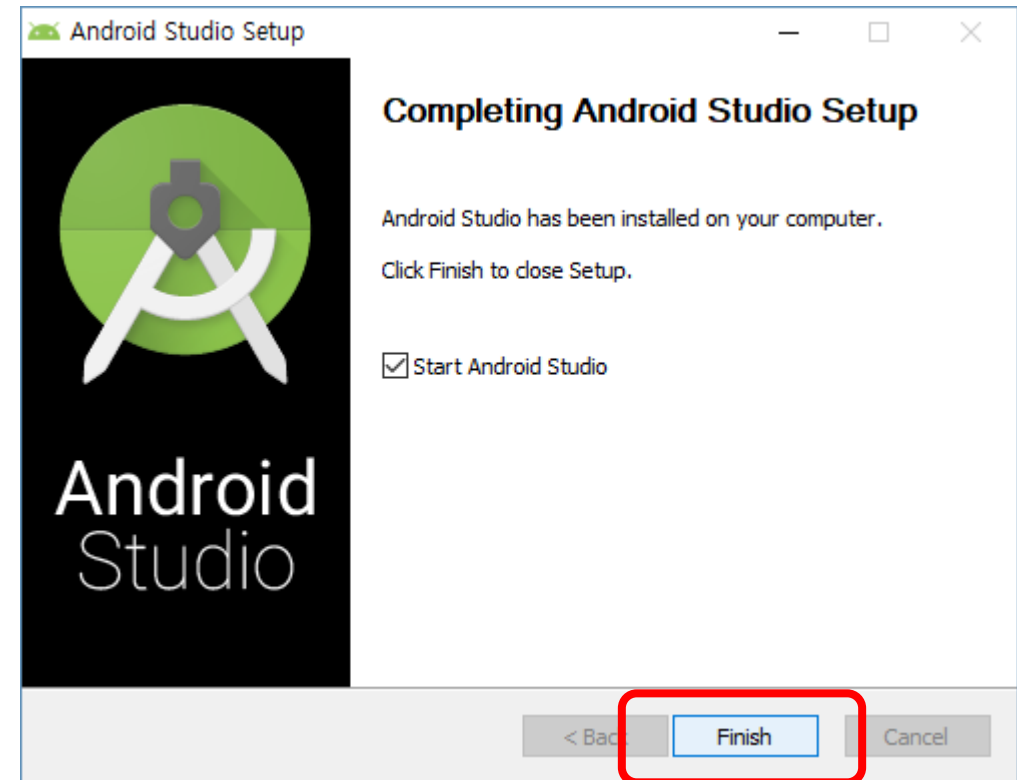 Android Studio Setup
Completing Android Studio Setup
Android Studio has been installed on your computer.
Click Finish to close Setup.
Start Android Studio
Android
Studio
< Back
Finish
Cancel